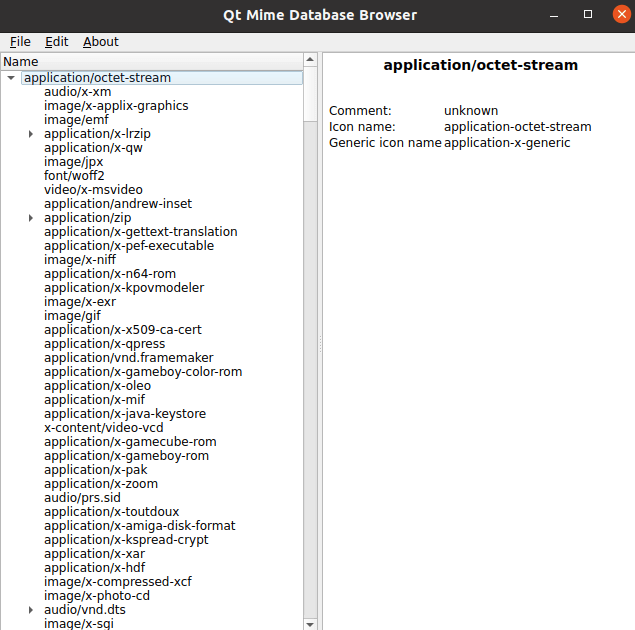 Qt Mime Database Browser
File Edit About
Name
application/octet-stream
audio/x-xm
image/x-applix-graphics
image/emf
application/x-lrzip
application/x-qw
image/jpx
font/woff2
video/x-msvideo
application/andrew-inset
application/zip
application/x-gettext-translation
application/x-pef-executable
image/x-niff
application/x-n64-rom
application/x-kpovmodeler
image/x-exr
image/gif
application/x-x509-ca-cert
application/x-qpress
application/vnd.framemaker
application/x-gameboy-color-rom
application/x-oleo
application/x-mif
application/x-java-keystore
x-content/video-vcd
application/x-gamecube-rom
application/x-gameboy-rom
application/x-pak
application/x-zoom
audio/prs.sid
application/x-toutdoux
application/x-amiga-disk-format
application/x-kspread-crypt
application/x-xar
application/x-hdf
image/x-compressed-xcf
image/x-photo-cd
audio/vnd.dts
image/x-sgi
application/octet-stream
Comment: unknown
Icon name: application-octet-stream
Generic icon name application-x-generic